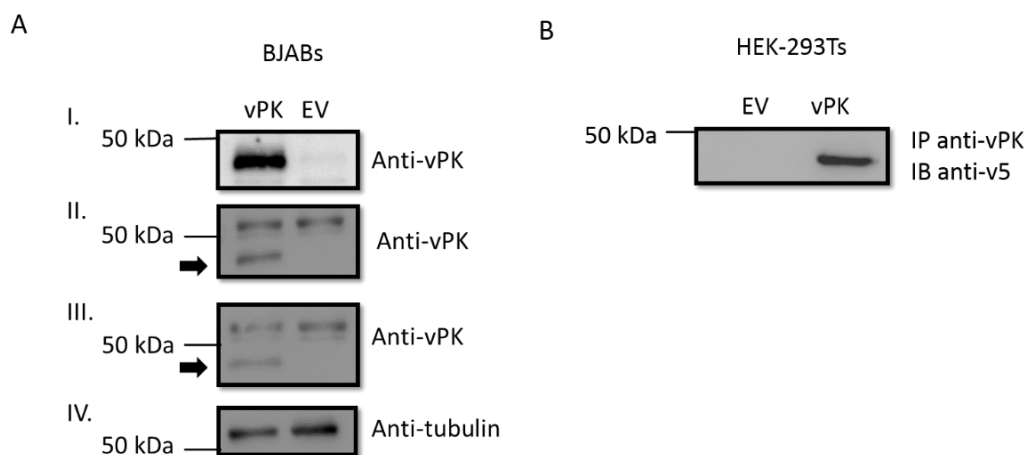 A
BJABs
vPK EV
I.
50 kDa
Anti-vPK
II.
50 kDa
Anti-vPK
III.
50 kDa
Anti-vPK
IV.
50 kDa
Anti-tubulin
B
HEK-293Ts
EV vPK
50 kDa
IP anti-vPK
IB anti-v5